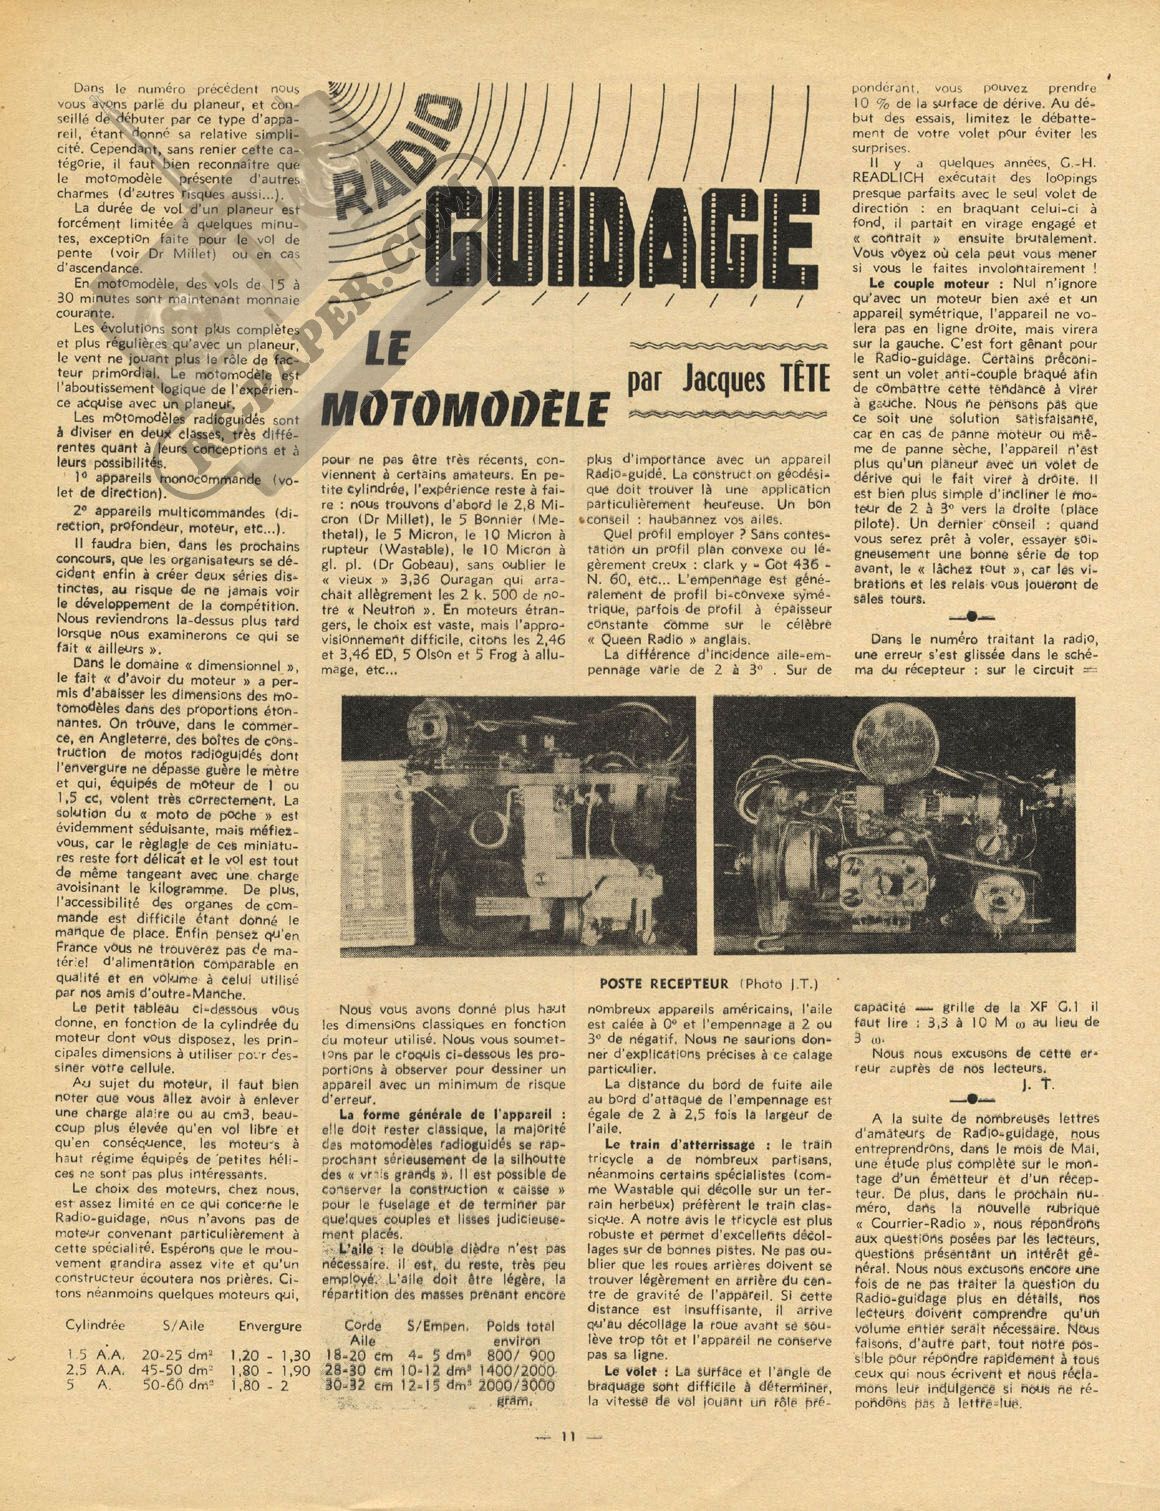 RADIO
GUIDAGE
LE
MOTOMODÈLE
par Jacques TÊTE
Dans le numéro précédent nous
vous avons parlé du planeur, et con-
seillé de débuter par ce type d'appa-
reil, étant donné sa relative simpli-
cité. Cependant, sans renier cette ca-
tégorie, il faut bien reconnaître que
le motomodèle présente d'autres
charmes (d'autres risques aussi...).
La durée de vol d'un planeur est
forcément limitée à quelques minu-
tes, exception faite pour le vol de
pente (voir Dr Millet) ou en cas
d'ascendance.
En motomodèle, des vols de 15 à
30 minutes sont maintenant monnaie
courante.
Les évolutions sont plus complètes
et plus régulières qu'avec un planeur,
le vent ne jouant plus le rôle de fac-
teur primordial. Le motomodèle est
l'aboutissement logique de l'expérien-
ce acquise avec un planeur.
Les motomodèles radioguidés sont
à diviser en deux classes, très diffé-
rentes quant à leurs conceptions et à
leurs possibilités.
1° appareils monocommande (vo-
let de direction).
2° appareils multicommandes (di-
rection, profondeur, moteur, etc...).
Il faudra bien, dans les prochains
concours, que les organisateurs se dé-
cident enfin à créer deux séries dis-
tinctes, au risque de ne jamais voir
le développement de la compétition.
Nous reviendrons la-dessus plus tard
lorsque nous examinerons ce qui se
fait « ailleurs ».
Dans le domaine « dimensionnel »,
le fait « d'avoir du moteur » a per-
mis d'abaisser les dimensions des mo-
tomodèles dans des proportions éton-
nantes. On trouve, dans le commer-
ce, en Angleterre, des boîtes de cons-
truction de motos radioguidés dont
l'envergure ne dépasse guère le mètre
et qui, équipés de moteur de 1 ou
1,5 cc, volent très correctement. La
solution du « moto de poche » est
évidemment séduisante, mais méfiez-
vous, car le règlagle de ces miniatu-
res reste fort délicat et le vol est tout
de même tangeant avec une charge
avoisinant le kilogramme. De plus,
l'accessibilité des organes de com-
mande est difficile étant donné le
manque de place. Enfin pensez qu'en
France vous ne trouverez pas de ma-
tériel d'alimentation comparable en
qualité et en volume à celui utilisé
par nos amis d'outre-Manche.
Le petit tableau ci-dessous vous
donne, en fonction de la cylindrée du
moteur dont vous disposez, les prin-
cipales dimensions à utiliser pour des-
siner votre cellule.
Au sujet du moteur, il faut bien
noter que vous allez avoir à enlever
une charge alaire ou au cm3, beau-
coup plus élevée qu'en vol libre et
qu'en conséquence, les moteurs à
haut régime équipés de petites héli-
ces ne sont pas plus intéressants.
Le choix des moteurs, chez nous,
est assez limité en ce qui concerne le
Radio-guidage, nous n'avons pas de
moteur convenant particulièrement à
cette spécialité. Espérons que le mou-
vement grandira assez vite et qu'un
constructeur écoutera nos prières. Ci-
tons néanmoins quelques moteurs qui,
pour ne pas être très récents, con-
viennent à certains amateurs. En pe-
tite cylindrée, l'expérience reste à fai-
re : nous trouvons d'abord le 2,8 Mi-
cron (Dr Millet), le 5 Bonnier (Me-
thetal), le 5 Micron, le 10 Micron à
rupteur (Wastable), le 10 Micron à
gl. pl. (Dr Gobeau), sans oublier le
« vieux » 3,36 Ouragan qui arra-
chait allègrement les 2 k. 500 de no-
tre « Neutron ». En moteurs étran-
gers, le choix est vaste, mais l'appro-
visionnement difficile, citons les 2,46
et 3,46 ED, 5 Olson et 5 Frog à allu-
mage, etc...
Nous vous avons donné plus haut
les dimensions classiques en fonction
du moteur utilisé. Nous vous soumet-
tons par le croquis ci-dessous les pro-
portions à observer pour dessiner un
appareil avec un minimum de risque
d'erreur.
La forme générale de l'appareil :
elle doit rester classique, la majorité
des motomodèles radioguidés se rap-
prochant sérieusement de la silhoutte
des « vrais grands ». Il est possible de
conserver la construction « caisse »
pour le fuselage et de terminer par
quelques couples et lisses judicieuse-
ment placés.
L'aile : le double dièdre n'est pas
nécessaire. il est, du reste, très peu
employé. L'aile doit être légère, la
répartition des masses prenant encore
plus d'importance avec un appareil
Radio-guidé. La construct on géodési-
que doit trouver là une application
particulièrement heureuse. Un bon
conseil : haubannez vos ailes.
Quel profil employer ? Sans contes-
tation un profil plan convexe ou lé-
gèrement creux : clark y - Got 436 -
N. 60, etc... L'empennage est géné-
ralement de profil bi-convexe symé-
trique, parfois de profil à épaisseur
constante comme sur le célèbre
« Queen Radio » anglais.
La différence d'incidence aile-em-
pennage varie de 2 à 3° . Sur de
POSTE RECEPTEUR (Photo J.T.)
nombreux appareils américains, l'aile
est calée à 0° et l'empennage à 2 ou
3° de négatif. Nous ne saurions don-
ner d'explications précises à ce calage
particulier.
La distance du bord de fuite aile
au bord d'attaque de l'empennage est
égale de 2 à 2,5 fois la largeur de
l'aile.
Le train d'atterrissage : le train
tricycle a de nombreux partisans,
néanmoins certains spécialistes (com-
me Wastable qui décolle sur un ter-
rain herbeux) préfèrent le train clas-
sique. A notre avis le tricycle est plus
robuste et permet d'excellents décol-
lages sur de bonnes pistes. Ne pas ou-
blier que les roues arrières doivent se
trouver légèrement en arrière du cen-
tre de gravité de l'appareil. Si cette
distance est insuffisante, il arrive
qu'au décollage la roue avant se sou-
lève trop tôt et l'appareil ne conserve
pas sa ligne.
Le volet : La surface et l'angle de
braquage sont difficile à déterminer,
la vitesse de vol jouant un rôle pré-
pondérant, vous pouvez prendre
10 % de la surface de dérive. Au dé-
but des essais, limitez le débatte-
ment de votre volet pour éviter les
surprises.
Il y a quelques années, G.-H.
READLICH exécutait des loopings
presque parfaits avec le seul volet de
direction : en braquant celui-ci à
fond, il partait en virage engagé et
« contrait » ensuite brutalement.
Vous voyez où cela peut vous mener
si vous le faites involontairement !
Le couple moteur : Nul n'ignore
qu'avec un moteur bien axé et un
appareil symétrique, l'appareil ne vo-
lera pas en ligne droite, mais virera
sur la gauche. C'est fort gênant pour
le Radio-guidage. Certains préconi-
sent un volet anti-couple braqué afin
de combattre cette tendance à virer
à gauche. Nous ne pensons pas que
ce soit une solution satisfaisante,
car en cas de panne moteur ou mê-
me de panne sèche, l'appareil n'est
plus qu'un planeur avec un volet de
dérive qui le fait virer à droite. Il
est bien plus simple d'incliner le mo-
teur de 2 à 3° vers la droite (place
pilote). Un dernier conseil : quand
vous serez prêt à voler, essayer soi-
gneusement une bonne série de top
avant, le « lâchez tout », car les vi-
brations et les relais vous joueront de
sales tours.
Dans le numéro traitant la radio,
une erreur s'est glissée dans le sché-
ma du récepteur : sur le circuit =
capacité — grille de la XF G.1 il
faut lire : 3,3 à 10 M ω au lieu de
3 ω.
Nous nous excusons de cette er-
reur auprès de nos lecteurs.
J. T.
A la suite de nombreuses lettres
d'amateurs de Radio-guidage, nous
entreprendrons, dans le mois de Mai,
une étude plus complète sur le mon-
tage d'un émetteur et d'un récep-
teur. De plus, dans le prochain nu-
méro, dans la nouvelle rubrique
« Courrier-Radio », nous répondrons
aux questions posées par les lecteurs,
questions présentant un intérêt gé-
néral. Nous nous excusons encore une
fois de ne pas traiter la question du
Radio-guidage plus en détails, nos
lecteurs doivent comprendre qu'un
volume entier serait nécessaire. Nous
faisons, d'autre part, tout notre pos-
s'ble pour répondre rapidement à tous
ceux qui nous écrivent et nous récla-
mons leur indulgence si nous ne ré-
pondons pas à lettre-lue.
Cylindrée S/Aile Envergure Corde Aile S/Empen. Poids total environ
1.5 A.A. 20-25 dm² 1,20 - 1,30 18-20 cm 4- 5 dm³ 800/ 900
2,5 A.A. 45-50 dm² 1,80 - 1,90 28-30 cm 10-12 dm³ 1400/2000
5 A. 50-60 dm² 1,80 - 2 30-32 cm 12-15 dm³ 2000/3000
gram.
— 11 —
RCPAPER.COM